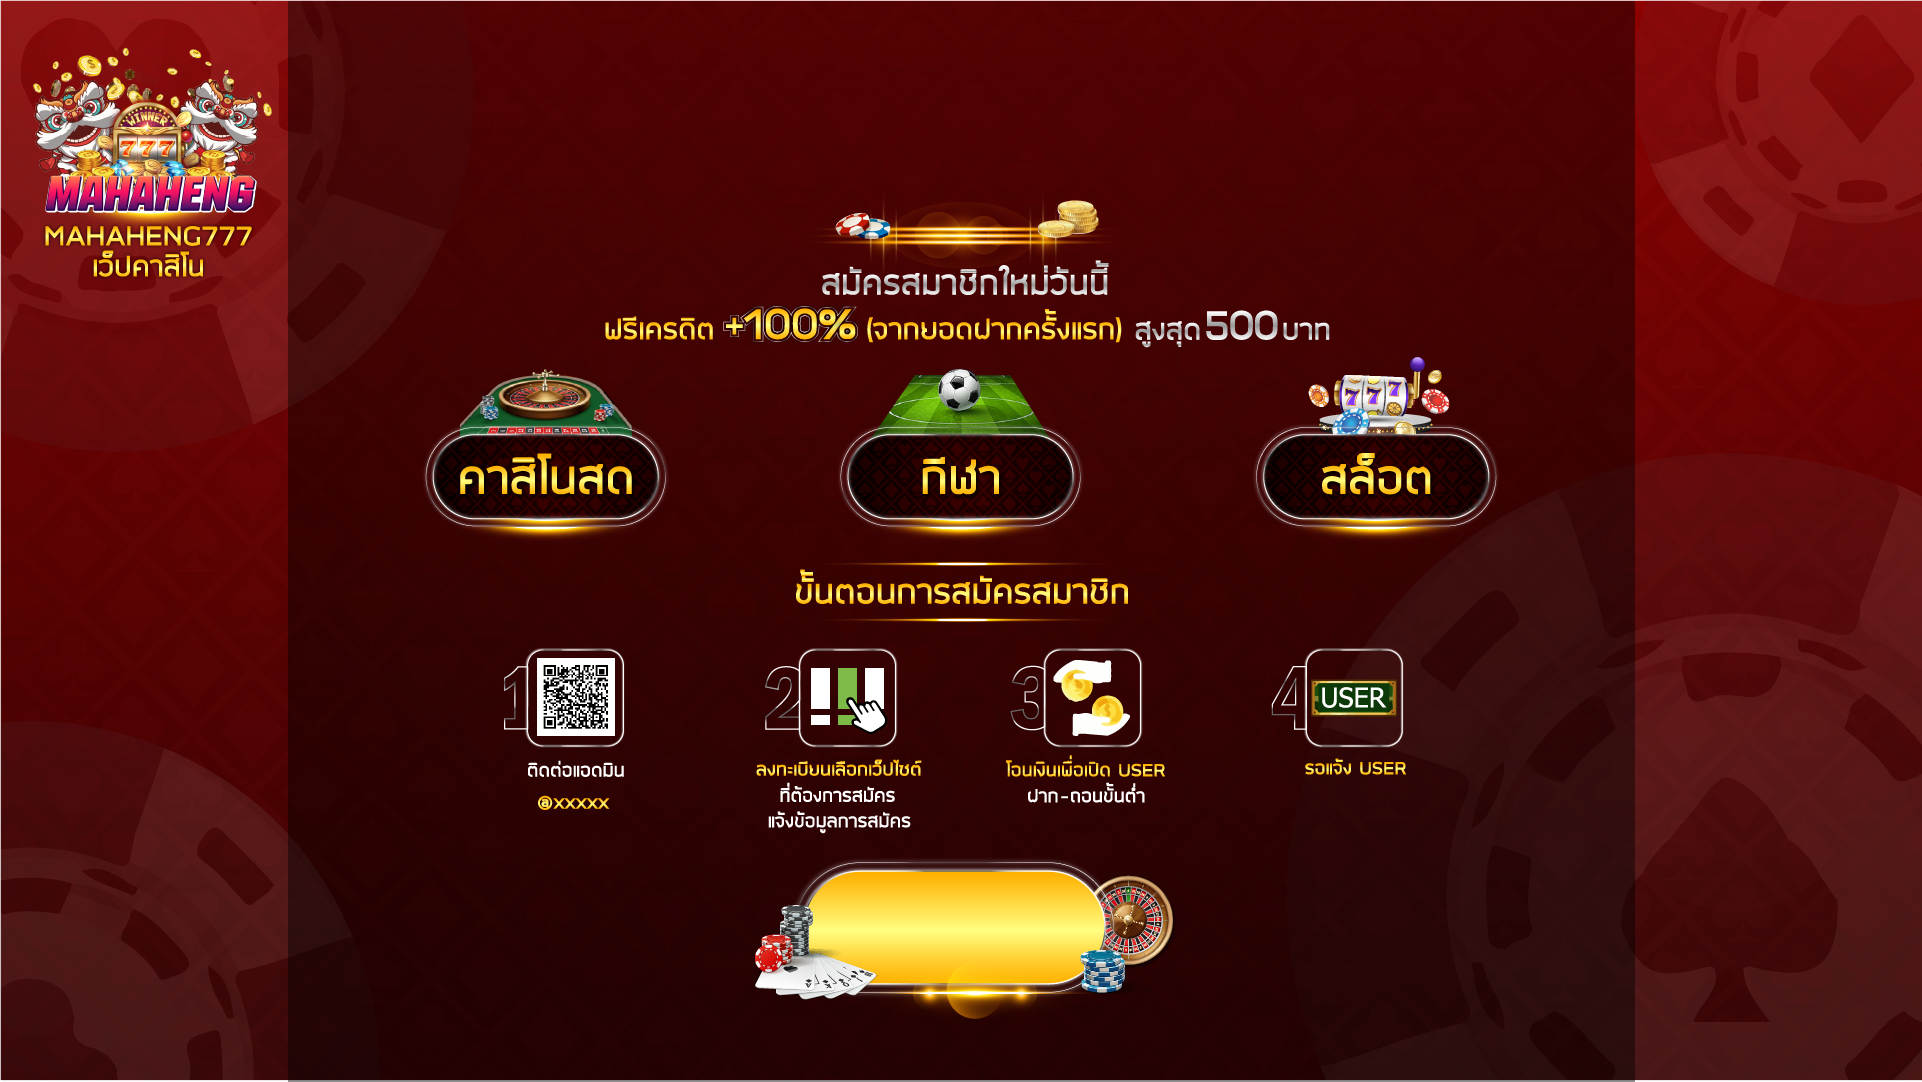 WINNER
777
MAHAHENG
MAHAHENG777
เว็ปคาสิโน
สมัครสมาชิกใหม่วันนี้
ฟรีเครดิต +100% (จากยอดฝากครั้งแรก) สูงสุด 500 บาท
777
คาสิโนสด
กีฬา
สล็อต
ขั้นตอนการสมัครสมาชิก
1
2
3
4
USER
ติดต่อแอดมิน
@xxxxx
ลงทะเบียนเลือกเว็ปไซต์
ที่ต้องการสมัคร
แจ้งข้อมูลการสมัคร
โอนเงินเพื่อเปิด USER
ฝาก-ถอนขั้นต่ำ
รอแจ้ง USER